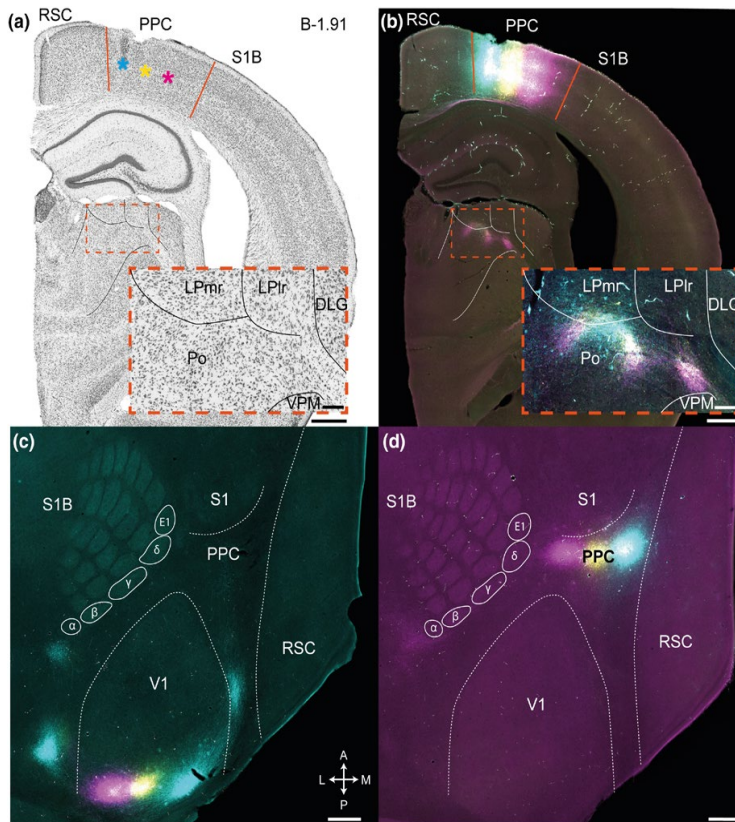 (a)
RSC
PPC
B-1.91
S1B
*
*
*
LPmr
LPlr
DLG
Po
VPM
(b)
RSC
PPC
S1B
LPmr
LPlr
DLG
Po
VPM
(c)
S1B
S1
E1
PPC
δ
γ
β
α
V1
RSC
A
L
M
P
(d)
S1B
S1
E1
PPC
δ
γ
β
α
V1
RSC